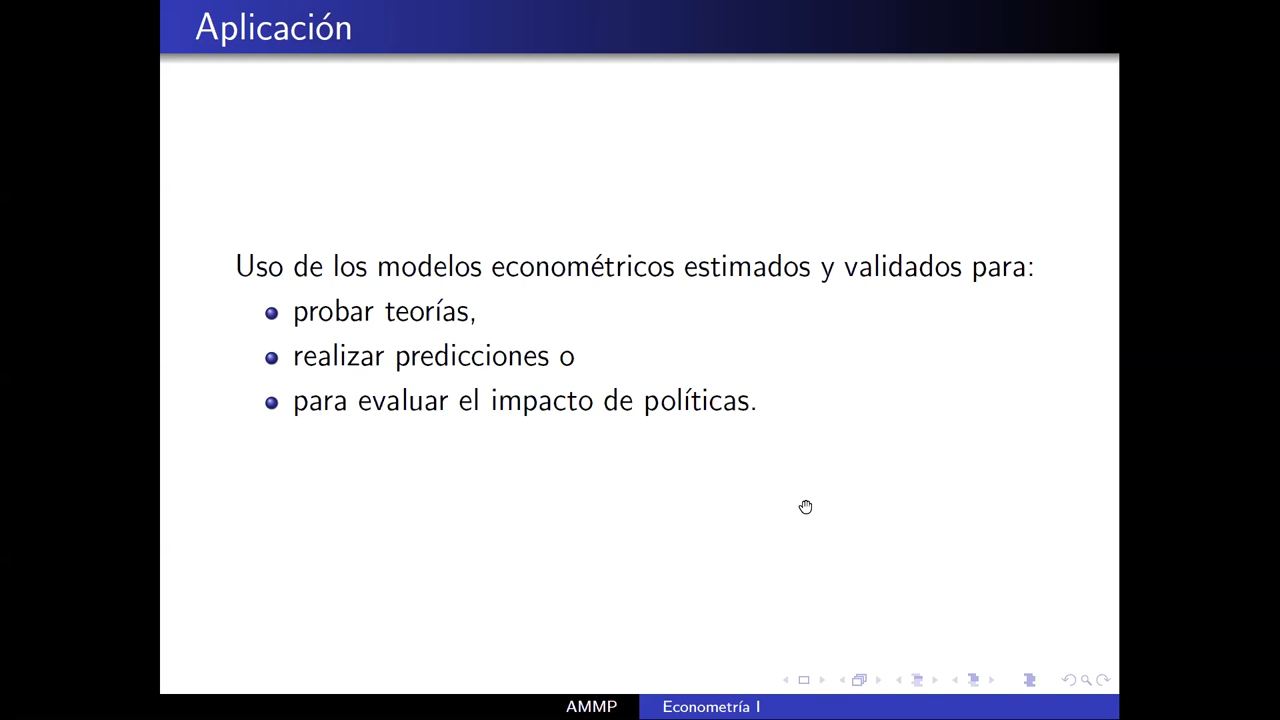 Aplicación
Uso de los modelos econométricos estimados y validados para:
probar teorías,
realizar predicciones o
para evaluar el impacto de políticas.
AMMP
Econometría I